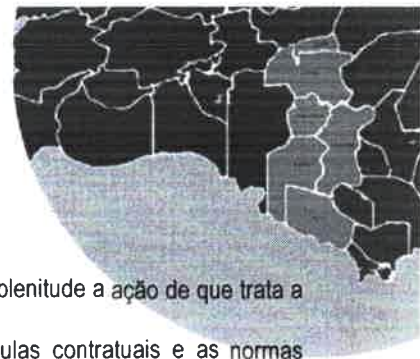 plenitude a ação de que trata a
ulas contratuais e as normas